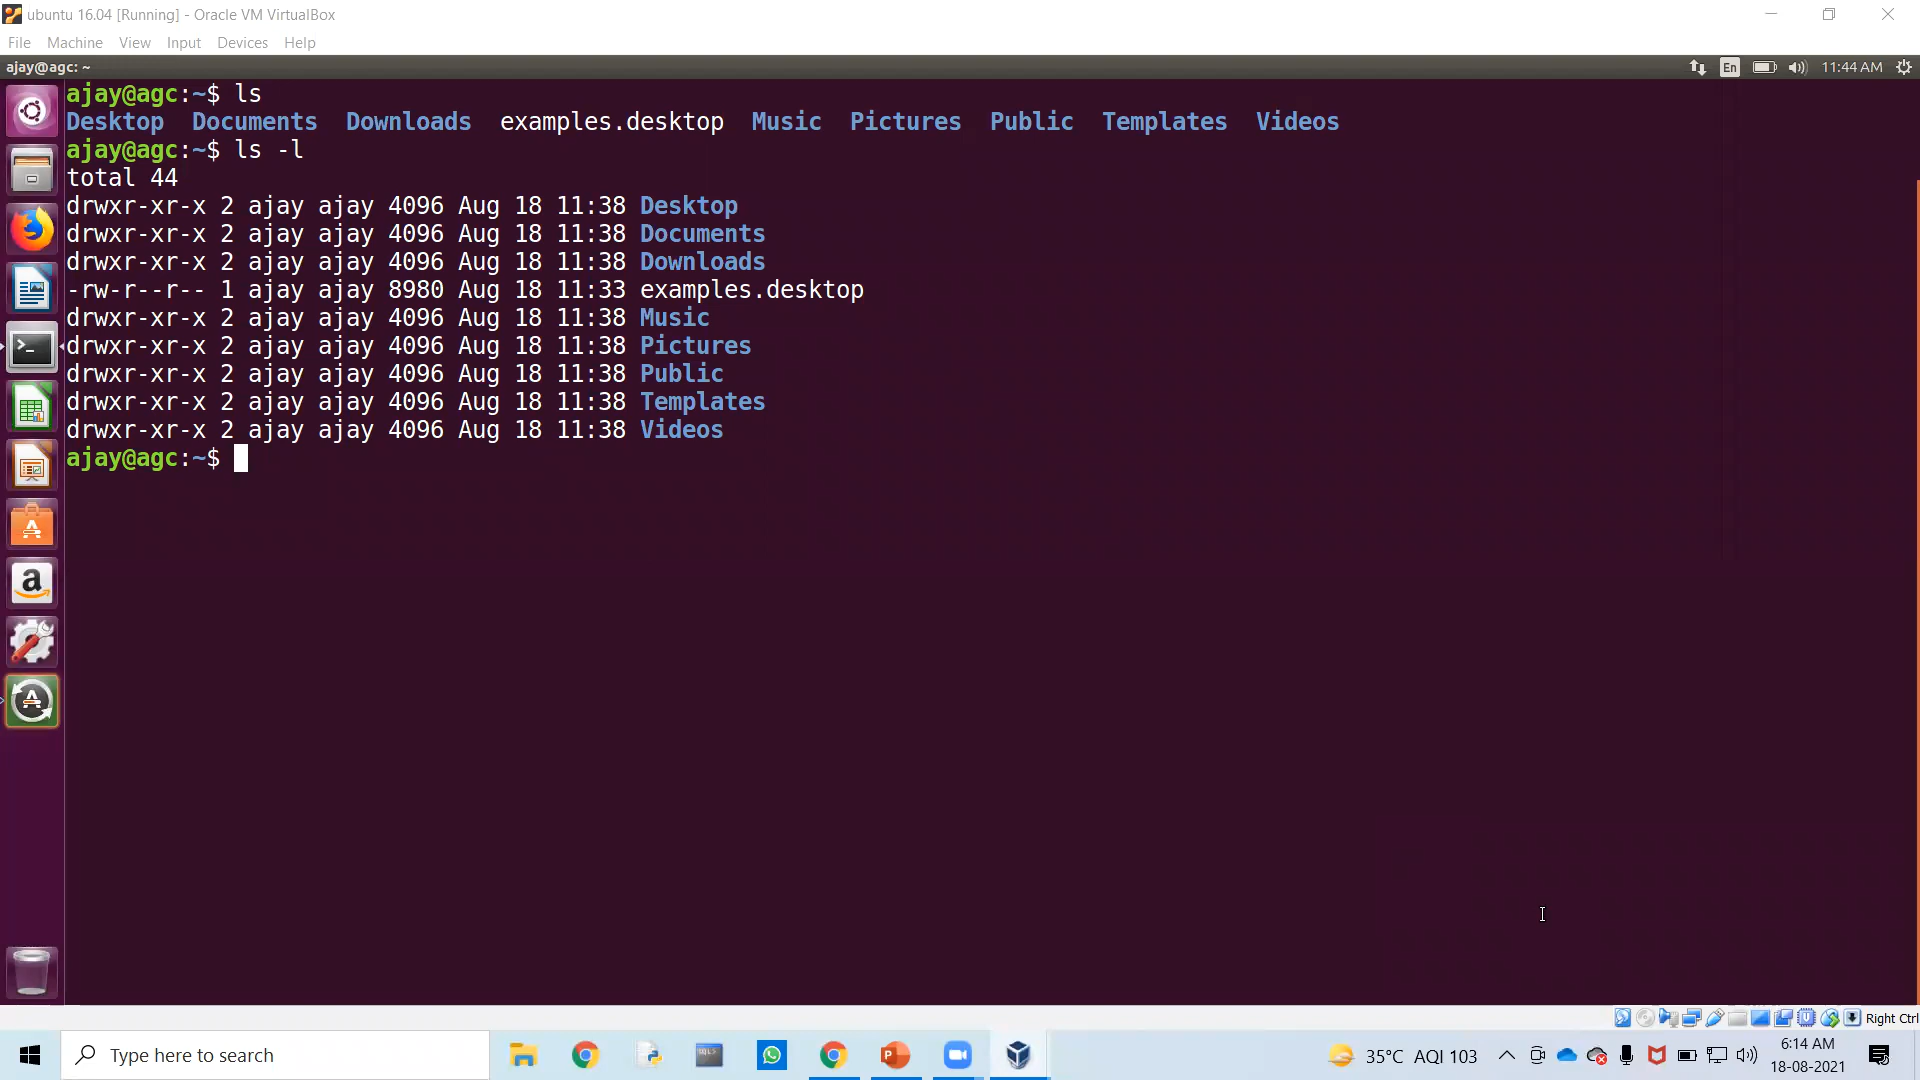 ubuntu 16.04 [Running] - Oracle VM VirtualBox
File Machine View Input Devices Help
ajay@agc: ~ En 11:44 AM
ajay@agc:~$ ls
Desktop Documents Downloads examples.desktop Music Pictures Public Templates Videos
ajay@agc:~$ ls -l
total 44
drwxr-xr-x 2 ajay ajay 4096 Aug 18 11:38 Desktop
drwxr-xr-x 2 ajay ajay 4096 Aug 18 11:38 Documents
drwxr-xr-x 2 ajay ajay 4096 Aug 18 11:38 Downloads
-rw-r--r-- 1 ajay ajay 8980 Aug 18 11:33 examples.desktop
drwxr-xr-x 2 ajay ajay 4096 Aug 18 11:38 Music
drwxr-xr-x 2 ajay ajay 4096 Aug 18 11:38 Pictures
drwxr-xr-x 2 ajay ajay 4096 Aug 18 11:38 Public
drwxr-xr-x 2 ajay ajay 4096 Aug 18 11:38 Templates
drwxr-xr-x 2 ajay ajay 4096 Aug 18 11:38 Videos
ajay@agc:~$
Right Ctrl
Type here to search
35°C AQI 103
6:14 AM
18-08-2021